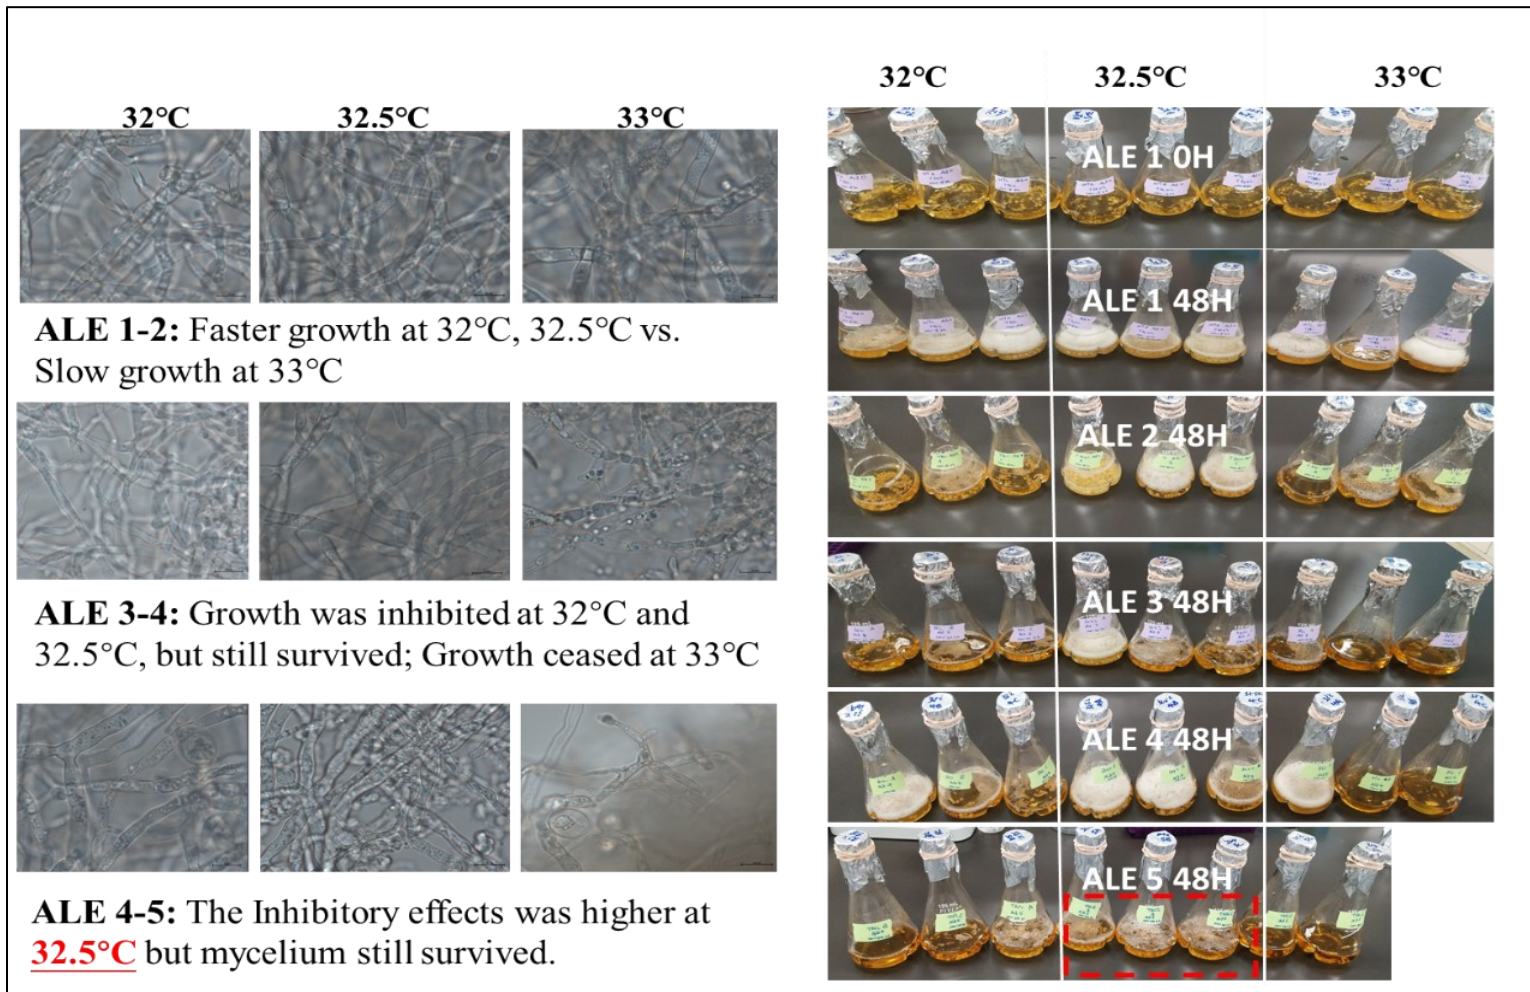 32°C
32.5°C
33°C
ALE 1-2: Faster growth at 32°C, 32.5°C vs.
Slow growth at 33°C
ALE 3-4: Growth was inhibited at 32°C and
32.5°C, but still survived; Growth ceased at 33°C
ALE 4-5: The Inhibitory effects was higher at
32.5°C but mycelium still survived.
32°C
32.5°C
33°C
ALE 1 0H
ALE 1 48H
ALE 2 48H
ALE 3 48H
ALE 4 48H
ALE 5 48H